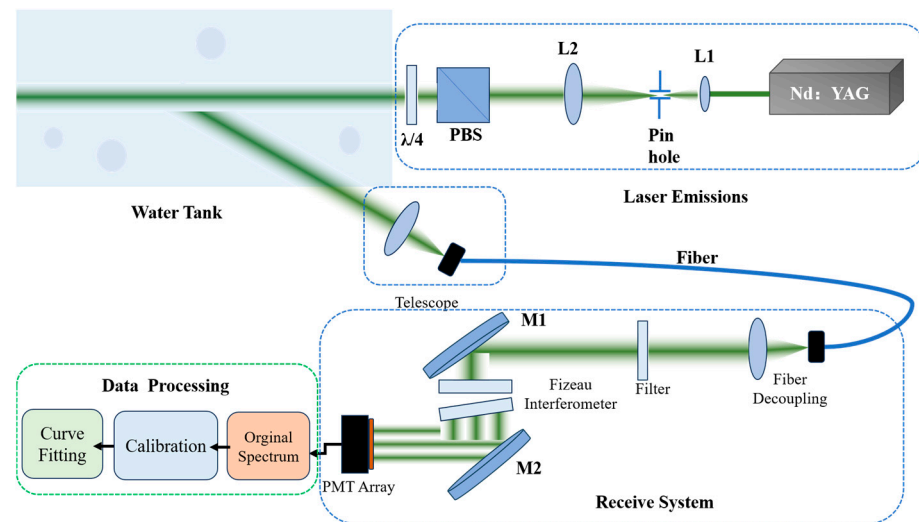 L2
L1
Nd: YAG
λ/4
PBS
Pin
hole
Water Tank
Laser Emissions
Telescope
Fiber
M1
Fizeau
Interferometer
Filter
Fiber
Decoupling
M2
PMT Array
Receive System
Data Processing
Curve
Fitting
Calibration
Orginal
Spectrum